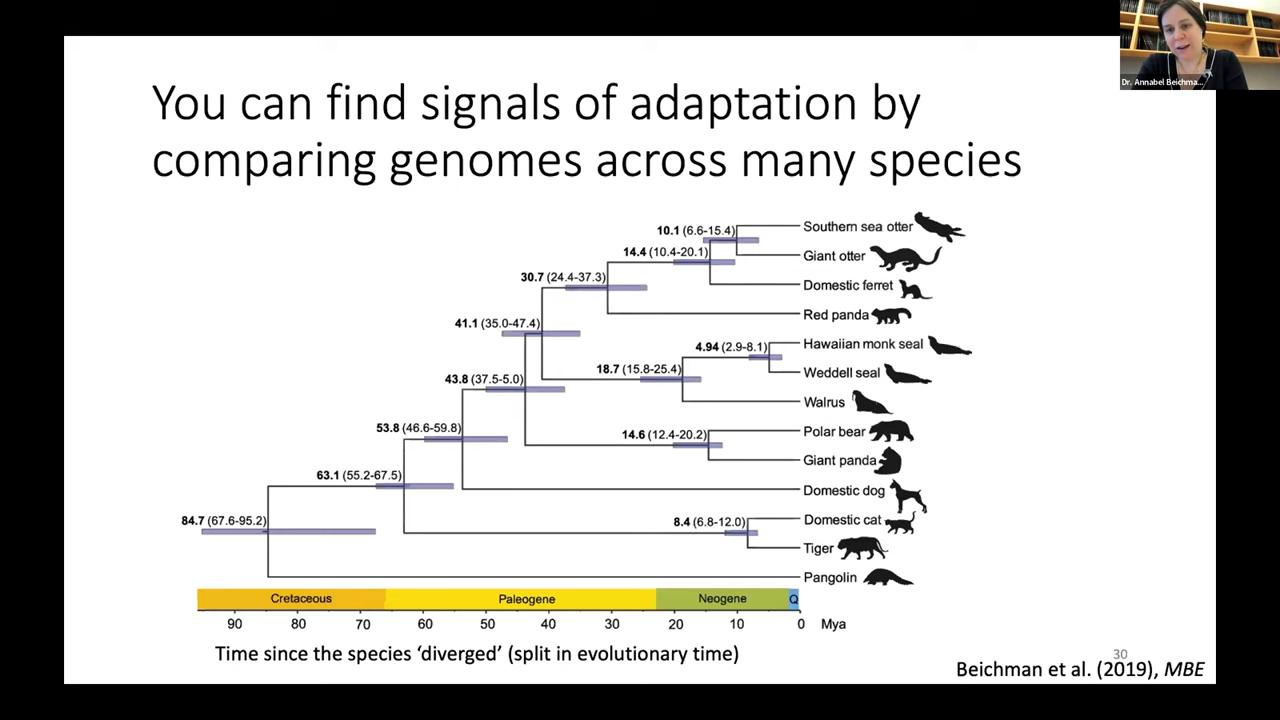 Dr. Annabel Beichma...
You can find signals of adaptation by
comparing genomes across many species
10.1 (6.6-15.4)
Southern sea otter
14.4 (10.4-20.1)
Giant otter
30.7 (24.4-37.3)
Domestic ferret
Red panda
41.1 (35.0-47.4)
4.94 (2.9-8.1)
Hawaiian monk seal
18.7 (15.8-25.4)
Weddell seal
43.8 (37.5-5.0)
Walrus
53.8 (46.6-59.8)
14.6 (12.4-20.2)
Polar bear
Giant panda
63.1 (55.2-67.5)
Domestic dog
84.7 (67.6-95.2)
8.4 (6.8-12.0)
Domestic cat
Tiger
Pangolin
Cretaceous Paleogene Neogene Q
90 80 70 60 50 40 30 20 10 0 Mya
Time since the species ‘diverged’ (split in evolutionary time)
30
Beichman et al. (2019), MBE